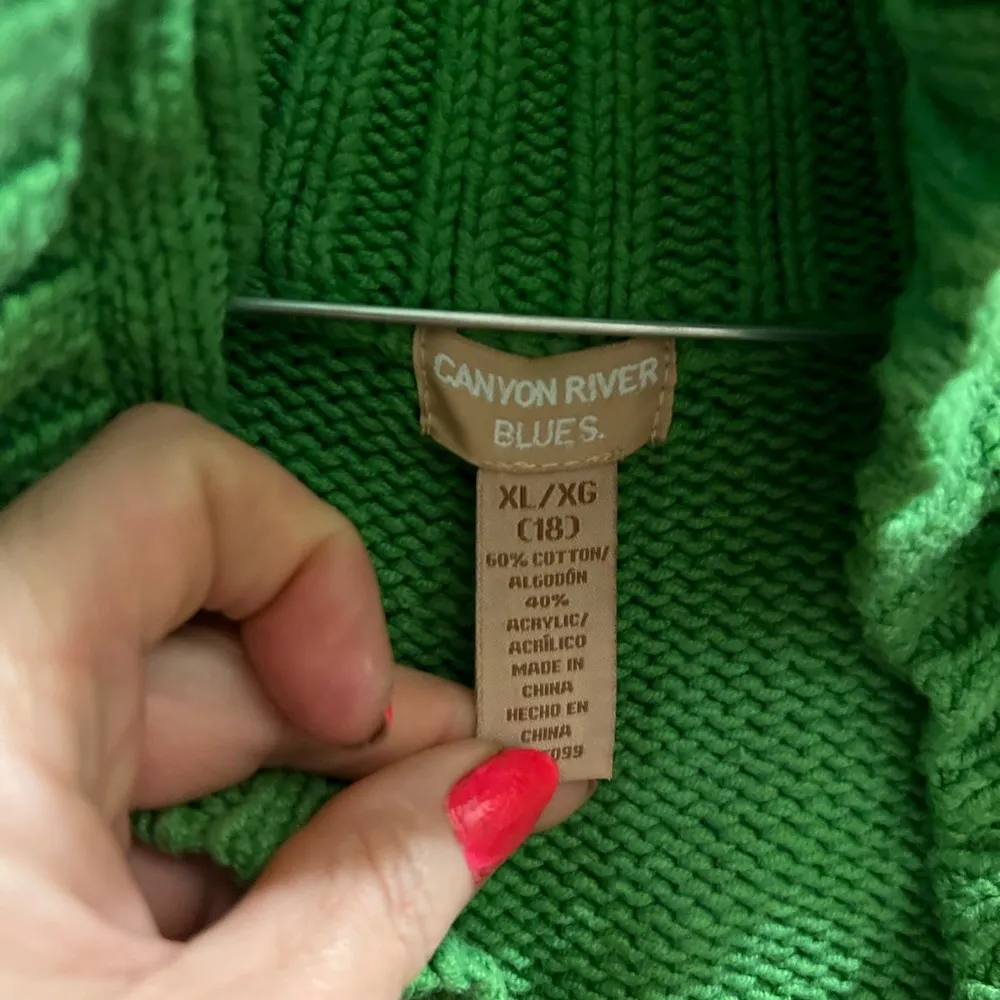 CANYON RIVER
BLUES.
XL/XG
(18)
60% COTTON/
ALGODÓN
40%
ACRYLIC/
ACRÍLICO
MADE IN
CHINA
HECHO EN
CHINA